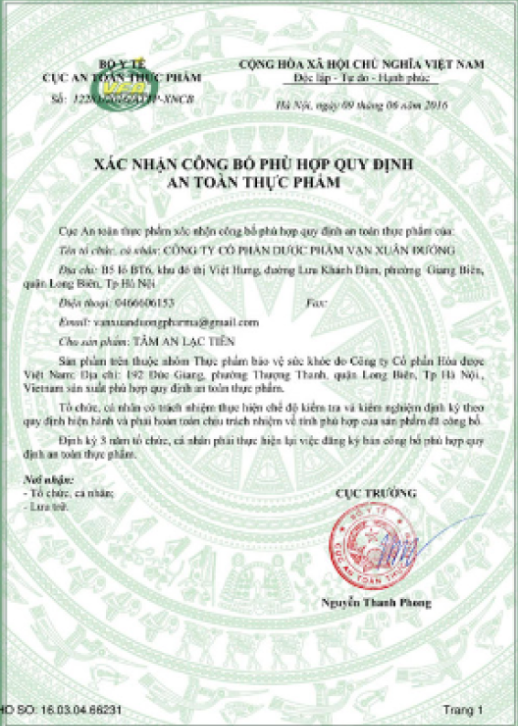 BỘ Y TẾ
CỤC AN TOÀN THỰC PHẨM
Số:
CỘNG HÒA XÃ HỘI CHỦ NGHĨA VIỆT NAM
Độc lập - Tự do - Hạnh phúc
Hà Nội, ngày 09 tháng 06 năm 2016
XÁC NHẬN CÔNG BỐ PHÙ HỢP QUY ĐỊNH
AN TOÀN THỰC PHẨM
Cục An toàn thực phẩm xác nhận công bố phù hợp quy định an toàn thực phẩm của:
Tên tổ chức, cá nhân: CÔNG TY CỔ PHẦN DƯỢC PHẨM VẠN XUÂN ĐƯỜNG
Địa chỉ: B5 lô BT6, khu đô thị Việt Hưng, đường Lưu Khánh Đàm, phường Giang Biên,
quận Long Biên, Tp Hà Nội
Điện thoại: 0466606153 Fax:
Email: vanxuanduongpharma@gmail.com
Cho sản phẩm: TÂM AN LẠC TIÊN
Sản phẩm trên thuộc nhóm Thực phẩm bảo vệ sức khỏe do Công ty Cổ phần Hóa dược
Việt Nam; Địa chỉ: 192 Đức Giang, phường Thượng Thanh, quận Long Biên, Tp Hà Nội.,
Vietnam sản xuất phù hợp quy định an toàn thực phẩm.
Tổ chức, cá nhân có trách nhiệm thực hiện chế độ kiểm tra và kiểm nghiệm định kỳ theo
quy định hiện hành và phải hoàn toàn chịu trách nhiệm về tính phù hợp của sản phẩm đã công bố.
Định kỳ 3 năm tổ chức, cá nhân phải thực hiện lại việc đăng ký bản công bố phù hợp quy
định an toàn thực phẩm.
Nơi nhận:
- Tổ chức, cá nhân;
- Lưu trữ.
CỤC TRƯỞNG
BỘ Y TẾ
CỤC AN TOÀN THỰC
Nguyễn Thanh Phong
HO SO: 16.03.04.66231
Trang 1